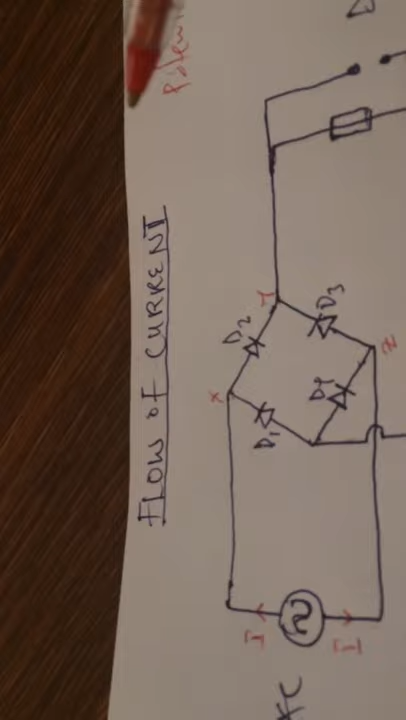 FLOW OF CURRENT
X
D2
Y
D3
D1
D4
Z
I
I